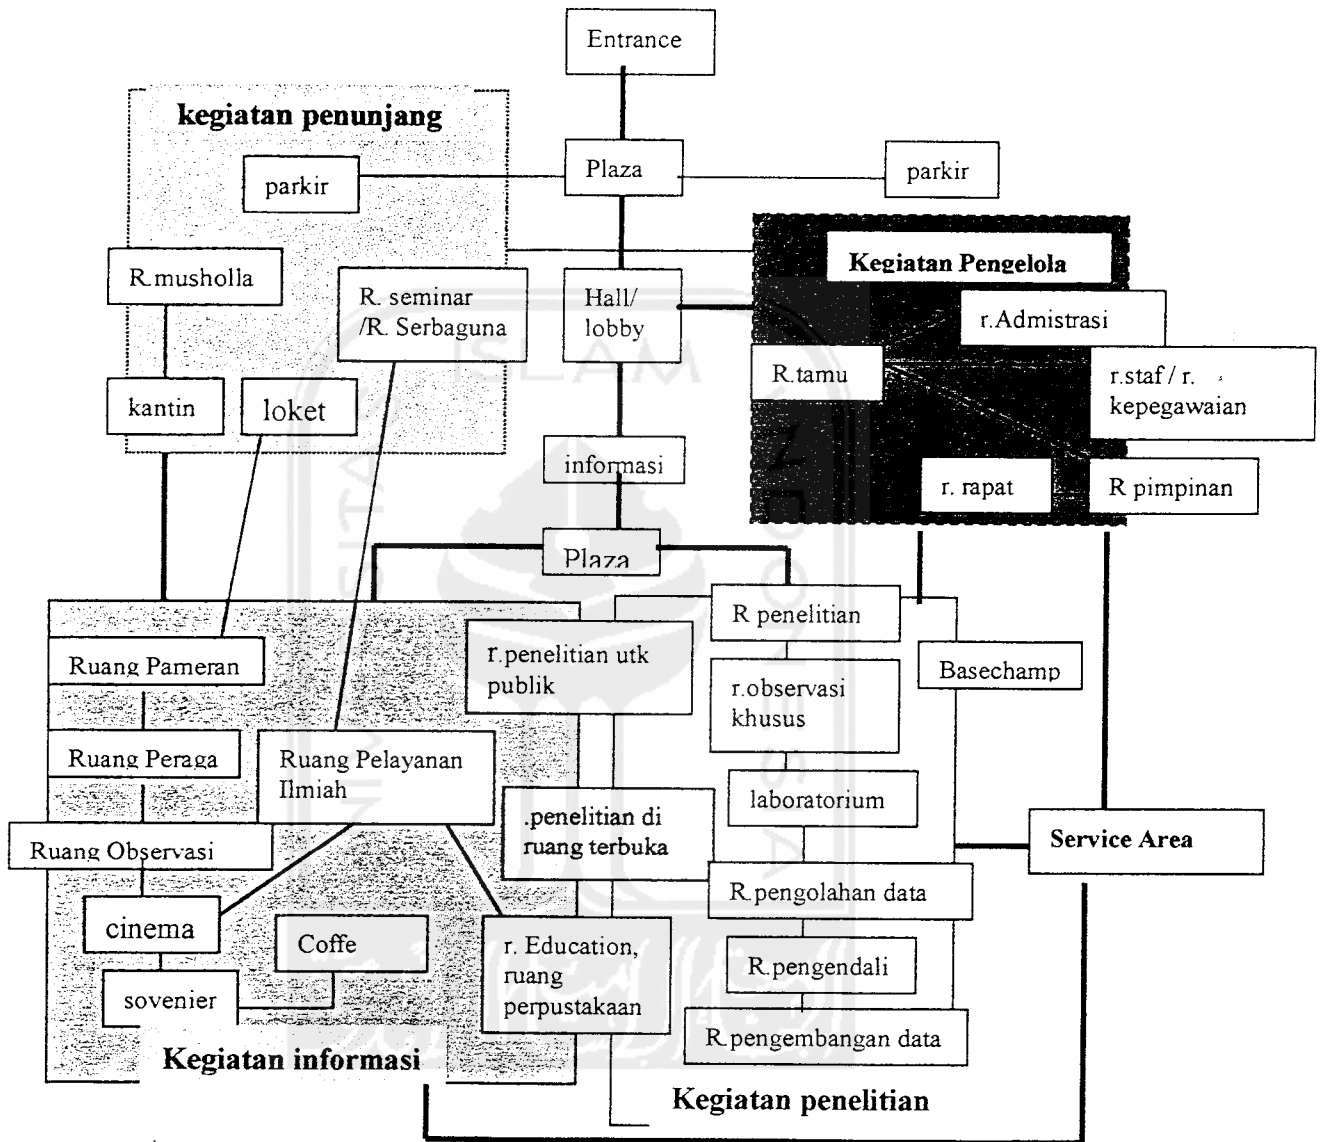 Entrance
kegiatan penunjang
Plaza
parkir
parkir
R.musholla
R. seminar
/R. Serbaguna
Hall/
lobby
Kegiatan Pengelola
r.Admistrasi
R.tamu
r.staf / r.
kepegawaian
kantin
loket
informasi
r. rapat
R pimpinan
Plaza
R penelitian
r.penelitian utk
publik
Ruang Pameran
Basechamp
r.observasi
khusus
Ruang Peraga
Ruang Pelayanan
Ilmiah
laboratorium
.penelitian di
ruang terbuka
Service Area
Ruang Observasi
R.pengolahan data
cinema
Coffe
r. Education,
ruang
perpustakaan
R.pengendali
sovenier
R.pengembangan data
Kegiatan informasi
Kegiatan penelitian
ISLAM
INDONESIA